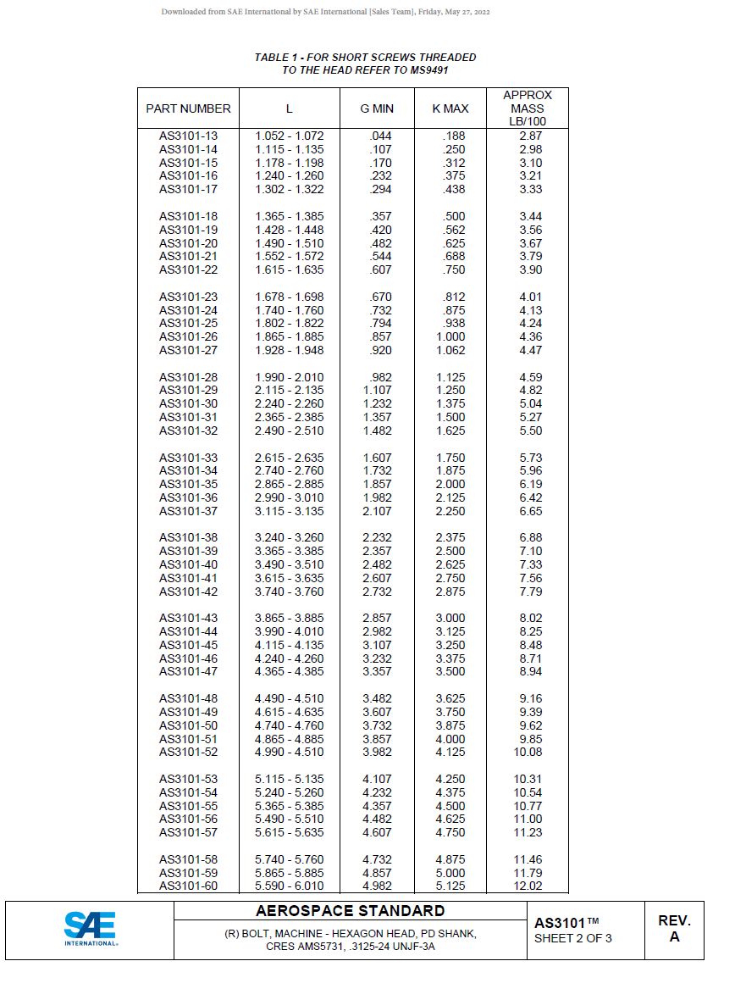 Downloaded from SAE International by SAE International [Sales Team], Friday, May 27, 2022
TABLE 1 - FOR SHORT SCREWS THREADED
TO THE HEAD REFER TO MS9491
PART NUMBER L G MIN K MAX APPROX MASS LB/100
AS3101-13 1.052 - 1.072 .044 .188 2.87
AS3101-14 1.115 - 1.135 .107 .250 2.98
AS3101-15 1.178 - 1.198 .170 .312 3.10
AS3101-16 1.240 - 1.260 .232 .375 3.21
AS3101-17 1.302 - 1.322 .294 .438 3.33
AS3101-18 1.365 - 1.385 .357 .500 3.44
AS3101-19 1.428 - 1.448 .420 .562 3.56
AS3101-20 1.490 - 1.510 .482 .625 3.67
AS3101-21 1.552 - 1.572 .544 .688 3.79
AS3101-22 1.615 - 1.635 .607 .750 3.90
AS3101-23 1.678 - 1.698 .670 .812 4.01
AS3101-24 1.740 - 1.760 .732 .875 4.13
AS3101-25 1.802 - 1.822 .794 .938 4.24
AS3101-26 1.865 - 1.885 .857 1.000 4.36
AS3101-27 1.928 - 1.948 .920 1.062 4.47
AS3101-28 1.990 - 2.010 .982 1.125 4.59
AS3101-29 2.115 - 2.135 1.107 1.250 4.82
AS3101-30 2.240 - 2.260 1.232 1.375 5.04
AS3101-31 2.365 - 2.385 1.357 1.500 5.27
AS3101-32 2.490 - 2.510 1.482 1.625 5.50
AS3101-33 2.615 - 2.635 1.607 1.750 5.73
AS3101-34 2.740 - 2.760 1.732 1.875 5.96
AS3101-35 2.865 - 2.885 1.857 2.000 6.19
AS3101-36 2.990 - 3.010 1.982 2.125 6.42
AS3101-37 3.115 - 3.135 2.107 2.250 6.65
AS3101-38 3.240 - 3.260 2.232 2.375 6.88
AS3101-39 3.365 - 3.385 2.357 2.500 7.10
AS3101-40 3.490 - 3.510 2.482 2.625 7.33
AS3101-41 3.615 - 3.635 2.607 2.750 7.56
AS3101-42 3.740 - 3.760 2.732 2.875 7.79
AS3101-43 3.865 - 3.885 2.857 3.000 8.02
AS3101-44 3.990 - 4.010 2.982 3.125 8.25
AS3101-45 4.115 - 4.135 3.107 3.250 8.48
AS3101-46 4.240 - 4.260 3.232 3.375 8.71
AS3101-47 4.365 - 4.385 3.357 3.500 8.94
AS3101-48 4.490 - 4.510 3.482 3.625 9.16
AS3101-49 4.615 - 4.635 3.607 3.750 9.39
AS3101-50 4.740 - 4.760 3.732 3.875 9.62
AS3101-51 4.865 - 4.885 3.857 4.000 9.85
AS3101-52 4.990 - 4.510 3.982 4.125 10.08
AS3101-53 5.115 - 5.135 4.107 4.250 10.31
AS3101-54 5.240 - 5.260 4.232 4.375 10.54
AS3101-55 5.365 - 5.385 4.357 4.500 10.77
AS3101-56 5.490 - 5.510 4.482 4.625 11.00
AS3101-57 5.615 - 5.635 4.607 4.750 11.23
AS3101-58 5.740 - 5.760 4.732 4.875 11.46
AS3101-59 5.865 - 5.885 4.857 5.000 11.79
AS3101-60 5.590 - 6.010 4.982 5.125 12.02
SAE INTERNATIONAL®
AEROSPACE STANDARD
(R) BOLT, MACHINE - HEXAGON HEAD, PD SHANK,
CRES AMS5731, .3125-24 UNJF-3A
AS3101™
SHEET 2 OF 3
REV.
A